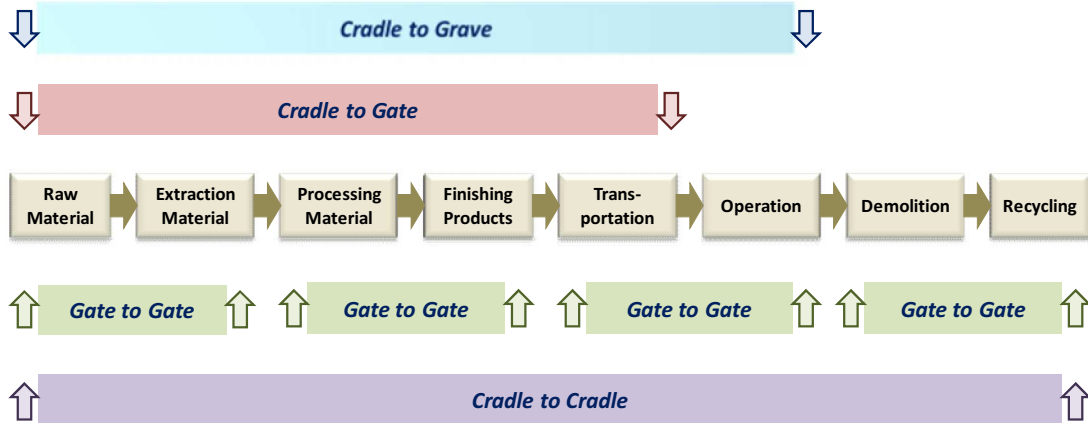 Cradle to Grave
Cradle to Gate
Raw
Material
Extraction
Material
Processing
Material
Finishing
Products
Trans-
portation
Operation
Demolition
Recycling
Gate to Gate
Gate to Gate
Gate to Gate
Gate to Gate
Cradle to Cradle